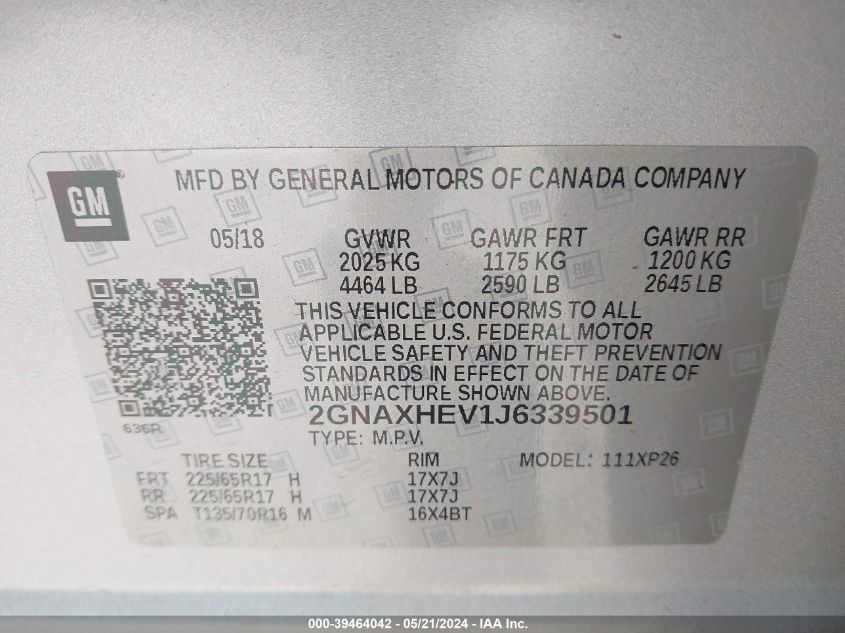 GM
MFD BY GENERAL MOTORS OF CANADA COMPANY
05/18 GVWR GAWR FRT GAWR RR
2025 KG 1175 KG 1200 KG
4464 LB 2590 LB 2645 LB
THIS VEHICLE CONFORMS TO ALL
APPLICABLE U.S. FEDERAL MOTOR
VEHICLE SAFETY AND THEFT PREVENTION
STANDARDS IN EFFECT ON THE DATE OF
MANUFACTURE SHOWN ABOVE.
2GNAXHEV1J6339501
636R
TYPE: M.P.V.
TIRE SIZE RIM MODEL: 111XP26
FRT 225/65R17 H 17X7J
RR 225/65R17 H 17X7J
SPA T135/70R16 M 16X4BT
000-39464042 - 05/21/2024 - IAA Inc.